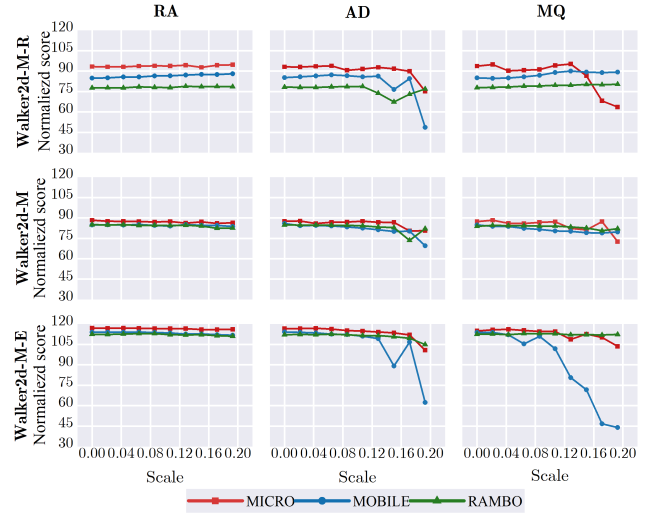 RA AD MQ
Walker2d-M-R
Normaliezd score
120
105
90
75
60
45
30
Walker2d-M
Normaliezd score
120
105
90
75
60
45
30
Walker2d-M-E
Normaliezd score
120
105
90
75
60
45
30
0.00 0.04 0.08 0.12 0.16 0.20 0.00 0.04 0.08 0.12 0.16 0.20 0.00 0.04 0.08 0.12 0.16 0.20
Scale Scale Scale
MICRO MOBILE RAMBO